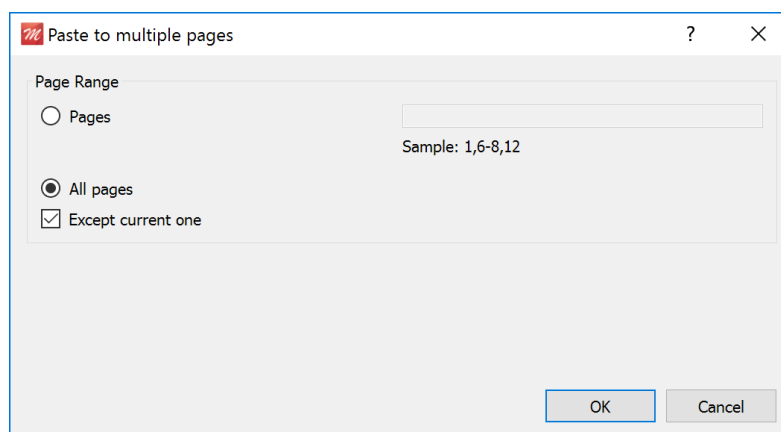 Paste to multiple pages
Page Range
Pages
Sample: 1,6-8,12
All pages
Except current one
OK Cancel